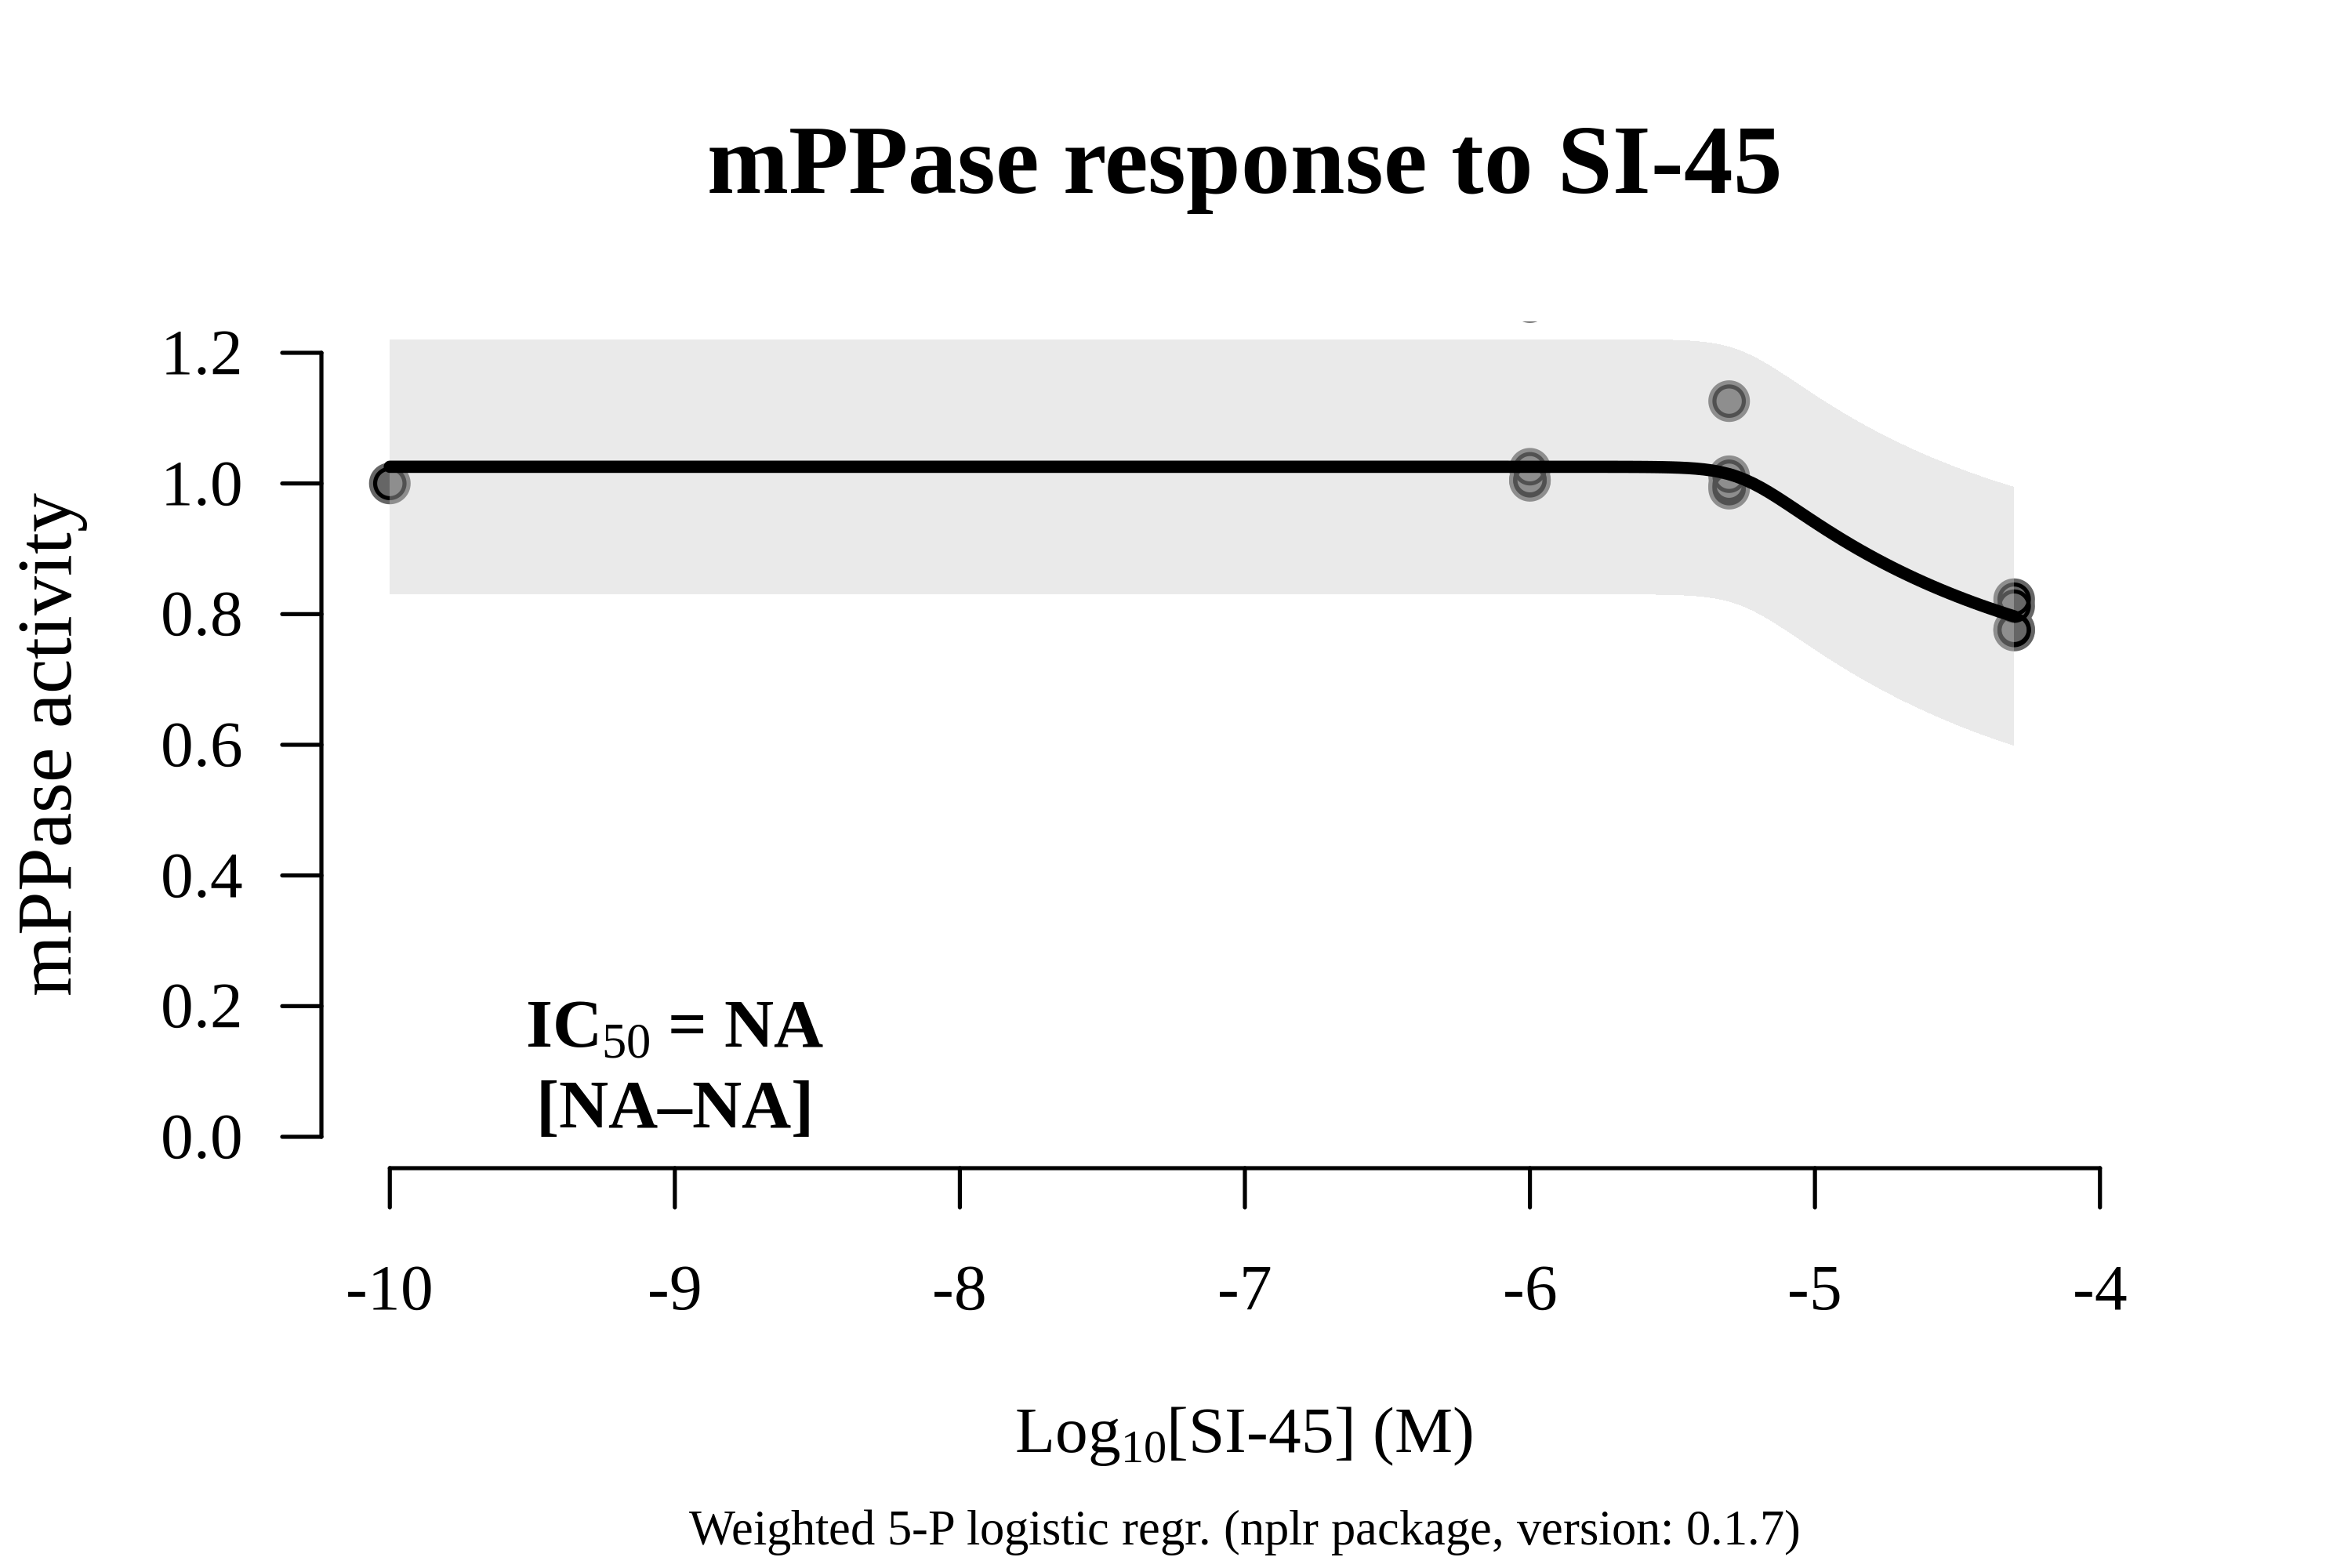 mPPase response to SI-45
mPPase activity
1.2
1.0
0.8
0.6
0.4
0.2
0.0
IC50 = NA
[NA–NA]
-10 -9 -8 -7 -6 -5 -4
Log10[SI-45] (M)
Weighted 5-P logistic regr. (nplr package, version: 0.1.7)